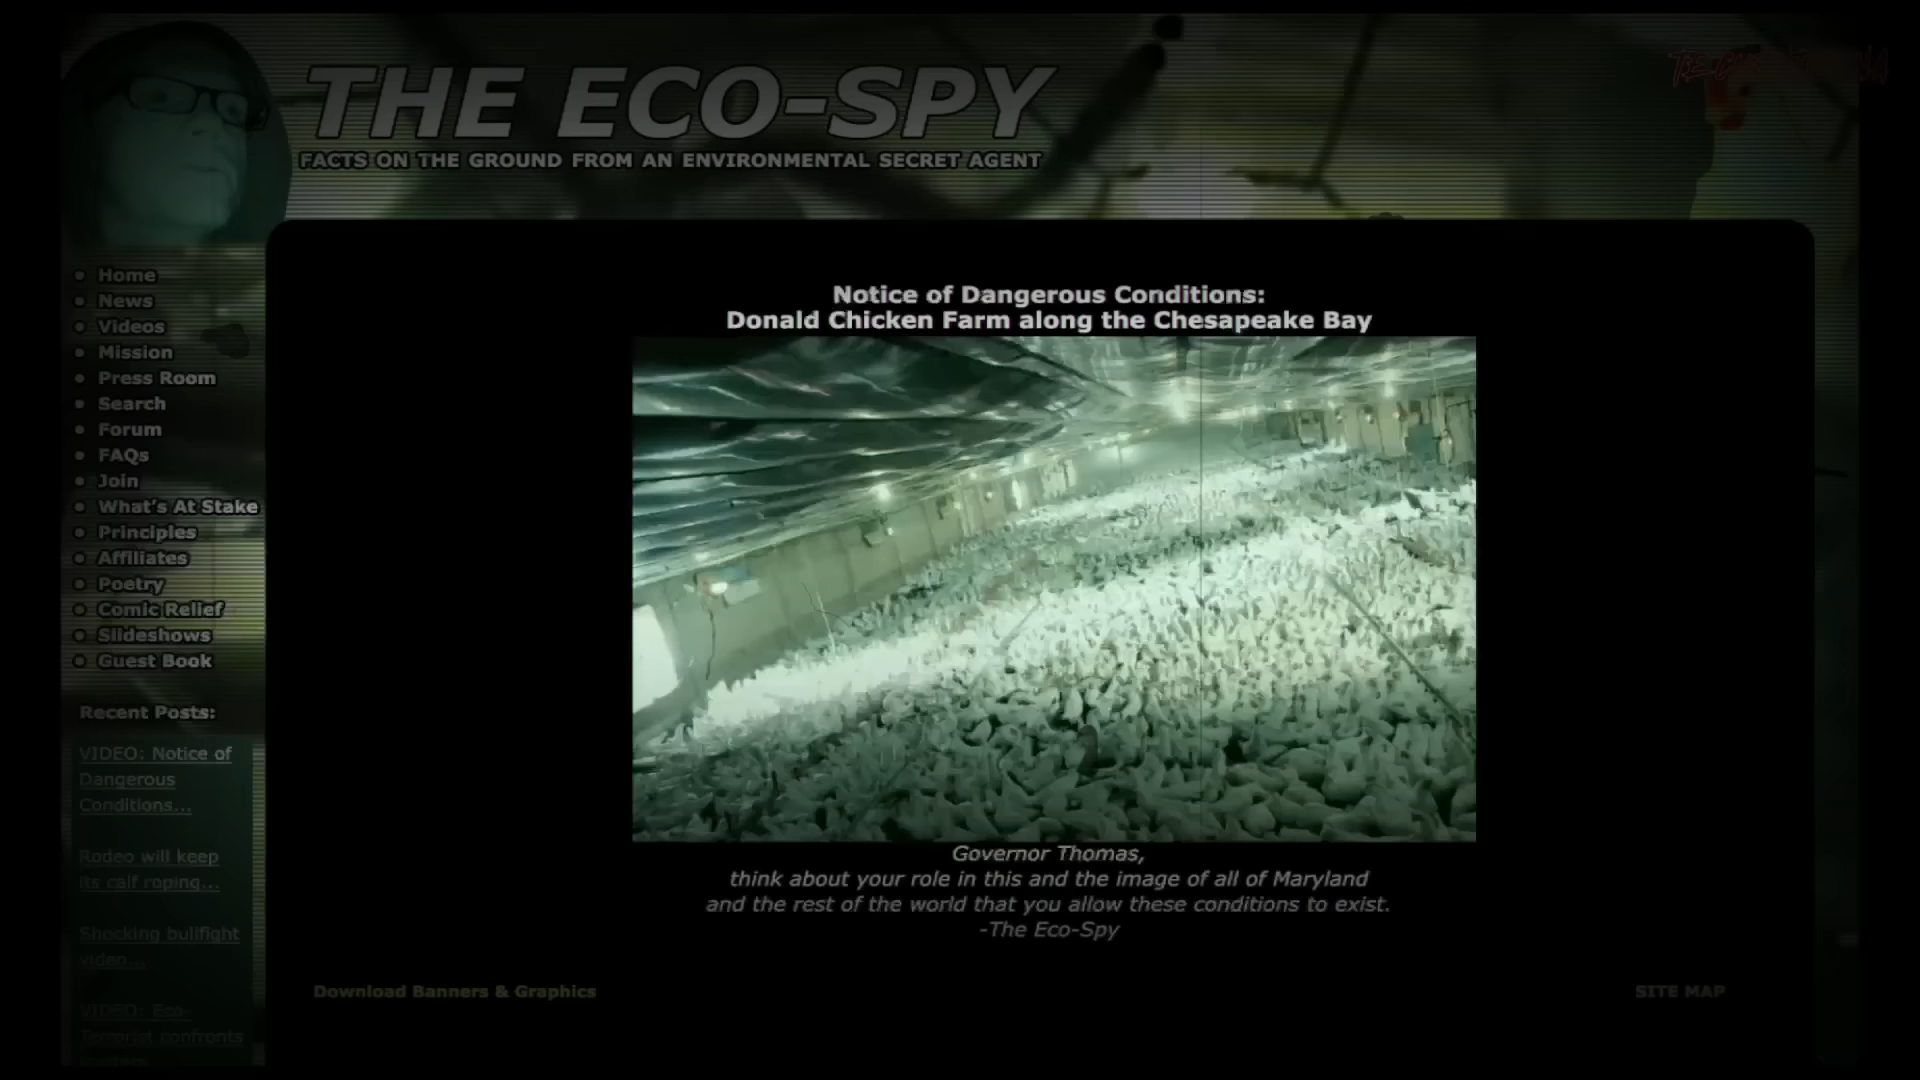 THE ECO-SPY
FACTS ON THE GROUND FROM AN ENVIRONMENTAL SECRET AGENT
Home
News
Videos
Mission
Press Room
Search
Forum
FAQs
Join
What's At Stake
Principles
Affiliates
Poetry
Comic Relief
Slideshows
Guest Book
Recent Posts:
VIDEO: Notice of
Dangerous
Conditions...
Rodeo will keep
its calf roping...
Shocking bullfight
video...
VIDEO: Eco-
Terrorist confronts
Notice of Dangerous Conditions:
Donald Chicken Farm along the Chesapeake Bay
Governor Thomas,
think about your role in this and the image of all of Maryland
and the rest of the world that you allow these conditions to exist.
-The Eco-Spy
Download Banners & Graphics
SITE MAP